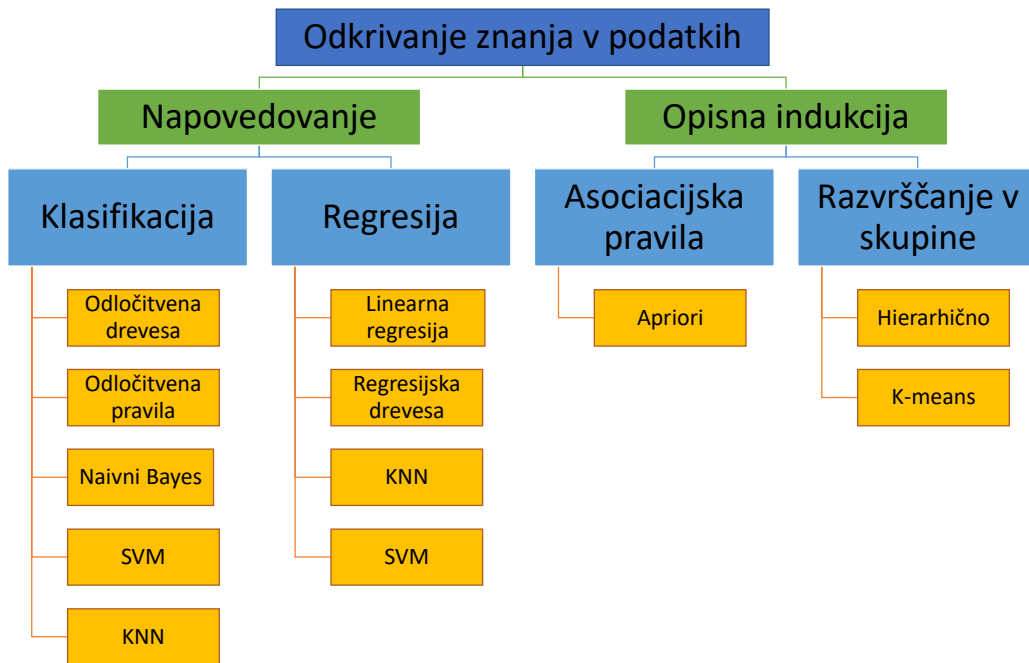 Odkrivanje znanja v podatkih
Napovedovanje
Opisna indukcija
Klasifikacija
Regresija
Asociacijska
pravila
Razvrščanje v
skupine
Odločitvena
drevesa
Odločitvena
pravila
Naivni Bayes
SVM
KNN
Linearna
regresija
Regresijska
drevesa
KNN
SVM
Apriori
Hierarhično
K-means